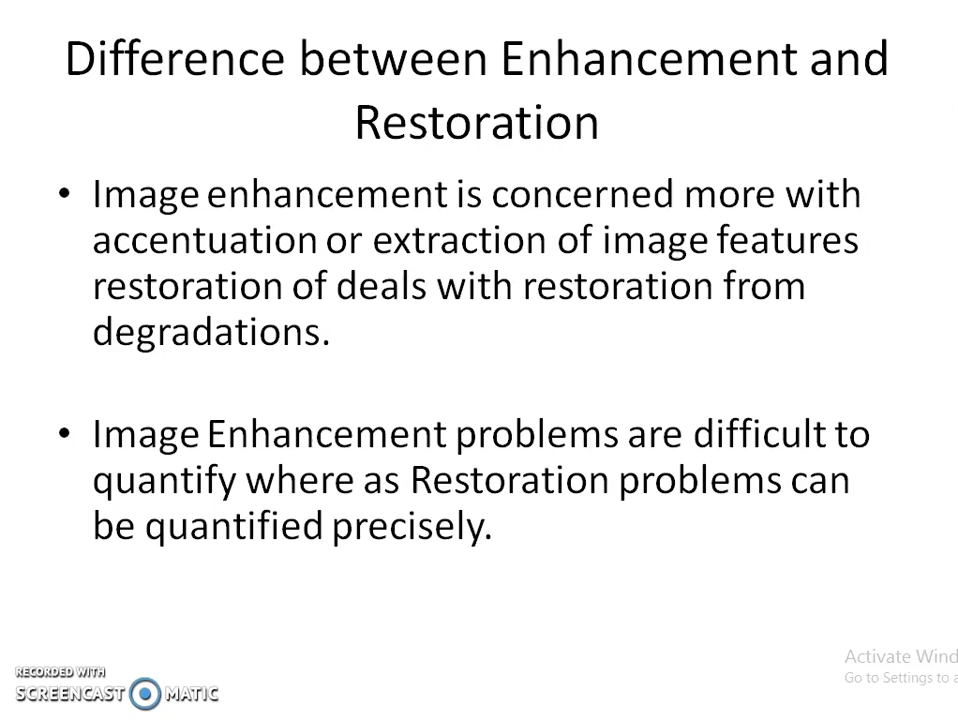 Difference between Enhancement and
Restoration
• Image enhancement is concerned more with
accentuation or extraction of image features
restoration of deals with restoration from
degradations.
• Image Enhancement problems are difficult to
quantify where as Restoration problems can
be quantified precisely.
Activate Wind
Go to Settings to a
RECORDED WITH
SCREENCAST MATIC